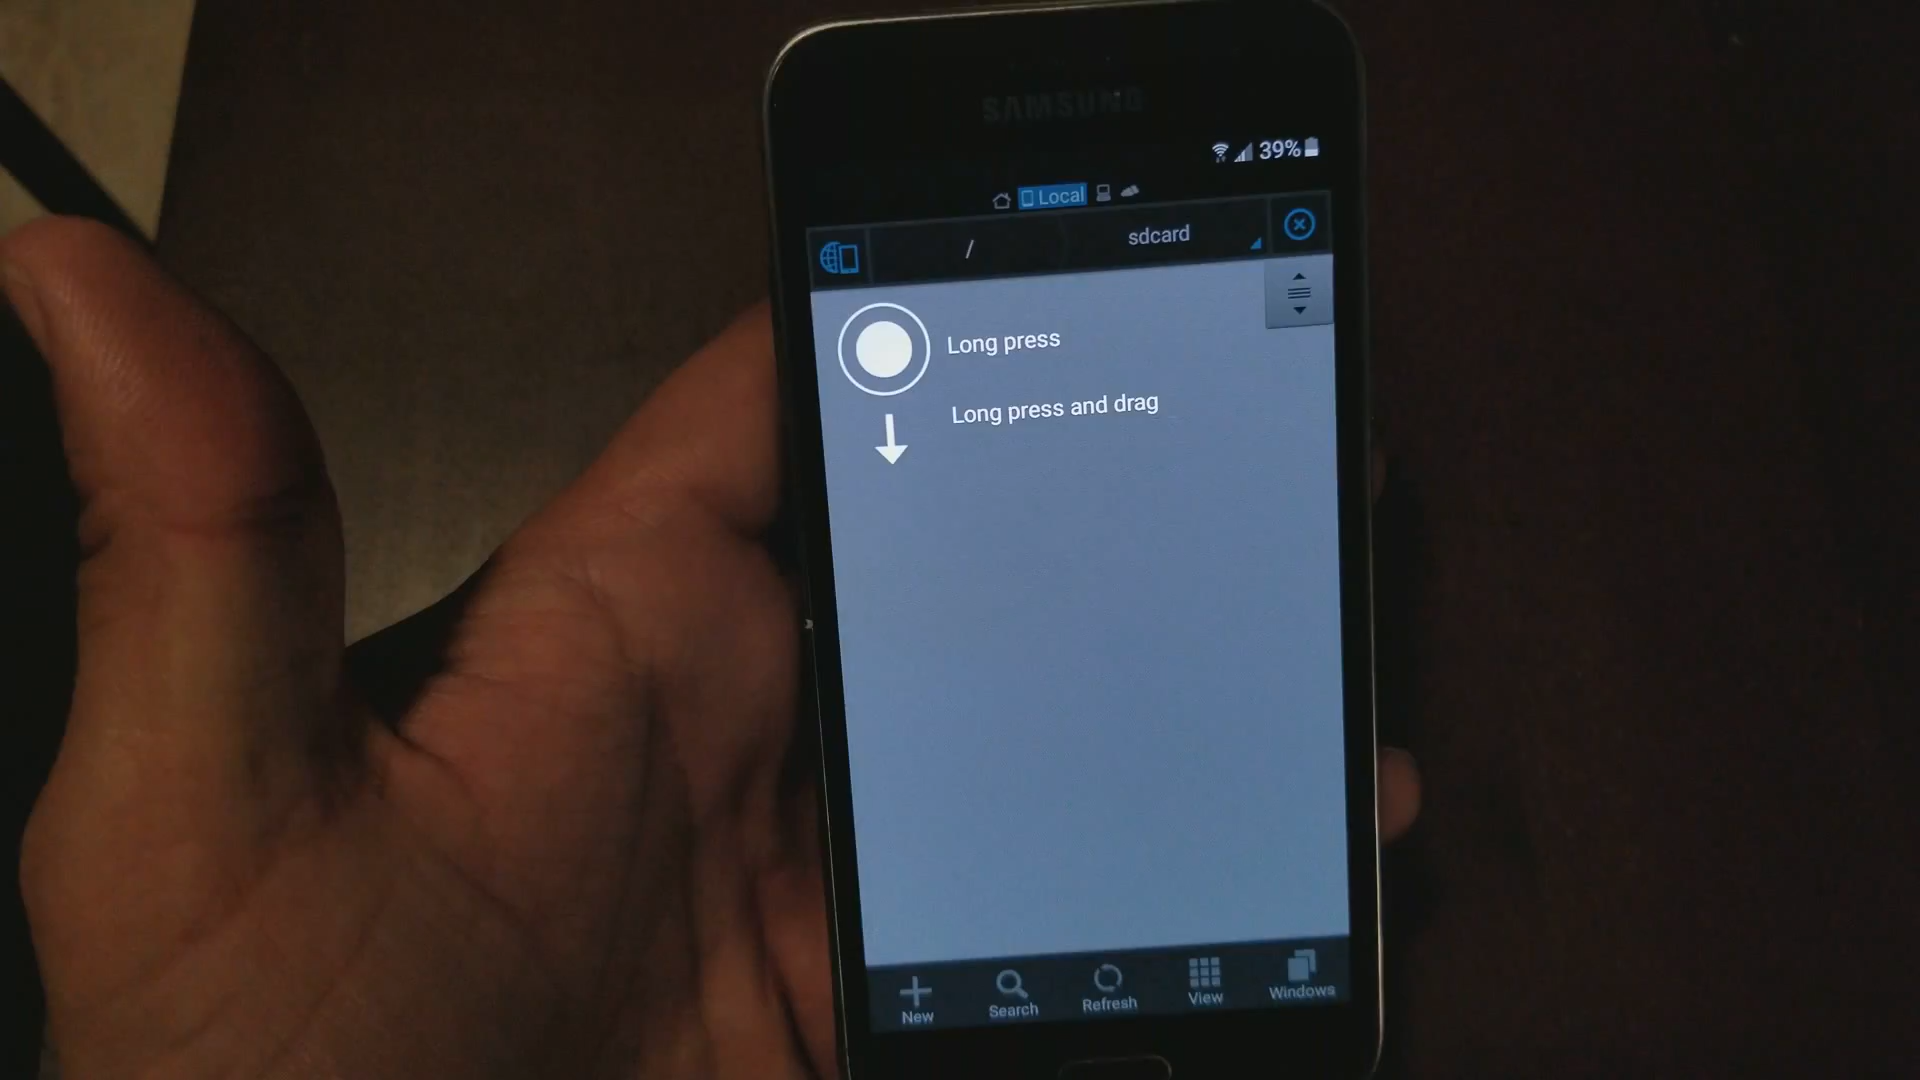 SAMSUNG
39%
Local
/ sdcard
Long press
Long press and drag
New Search Refresh View Windows